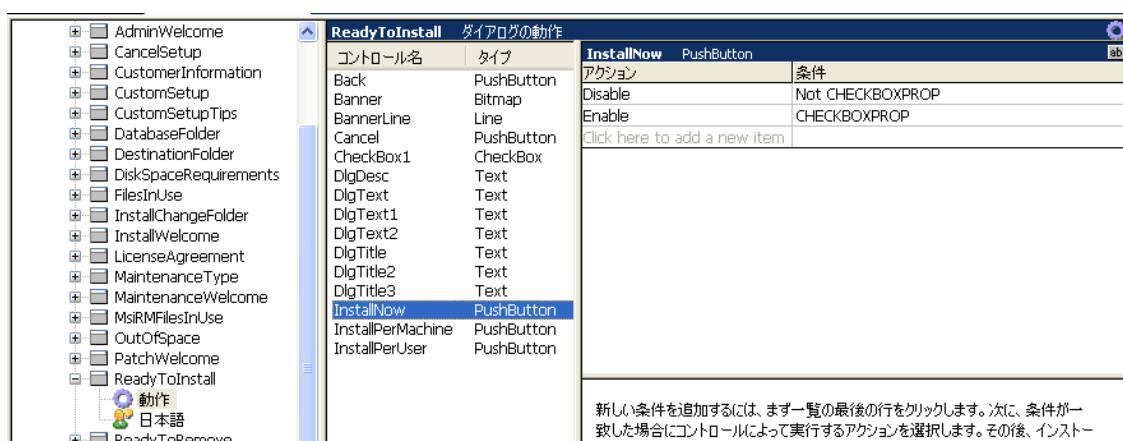 AdminWelcome
CancelSetup
CustomerInformation
CustomSetup
CustomSetupTips
DatabaseFolder
DestinationFolder
DiskSpaceRequirements
FilesInUse
InstallChangeFolder
InstallWelcome
LicenseAgreement
MaintenanceType
MaintenanceWelcome
MsiRMFilesInUse
OutOfSpace
PatchWelcome
ReadyToInstall
動作
日本語
ReadyToRemove
ReadyToInstall ダイアログの動作
コントロール名 タイプ
Back PushButton
Banner Bitmap
BannerLine Line
Cancel PushButton
CheckBox1 CheckBox
DlgDesc Text
DlgText Text
DlgText1 Text
DlgText2 Text
DlgTitle Text
DlgTitle2 Text
DlgTitle3 Text
InstallNow PushButton
InstallPerMachine PushButton
InstallPerUser PushButton
InstallNow PushButton
ab
アクション 条件
Disable Not CHECKBOXPROP
Enable CHECKBOXPROP
Click here to add a new item
新しい条件を追加するには、まず一覧の最後の行をクリックします。次に、条件が一
致した場合にコントロールによって実行するアクションを選択します。その後、インストー